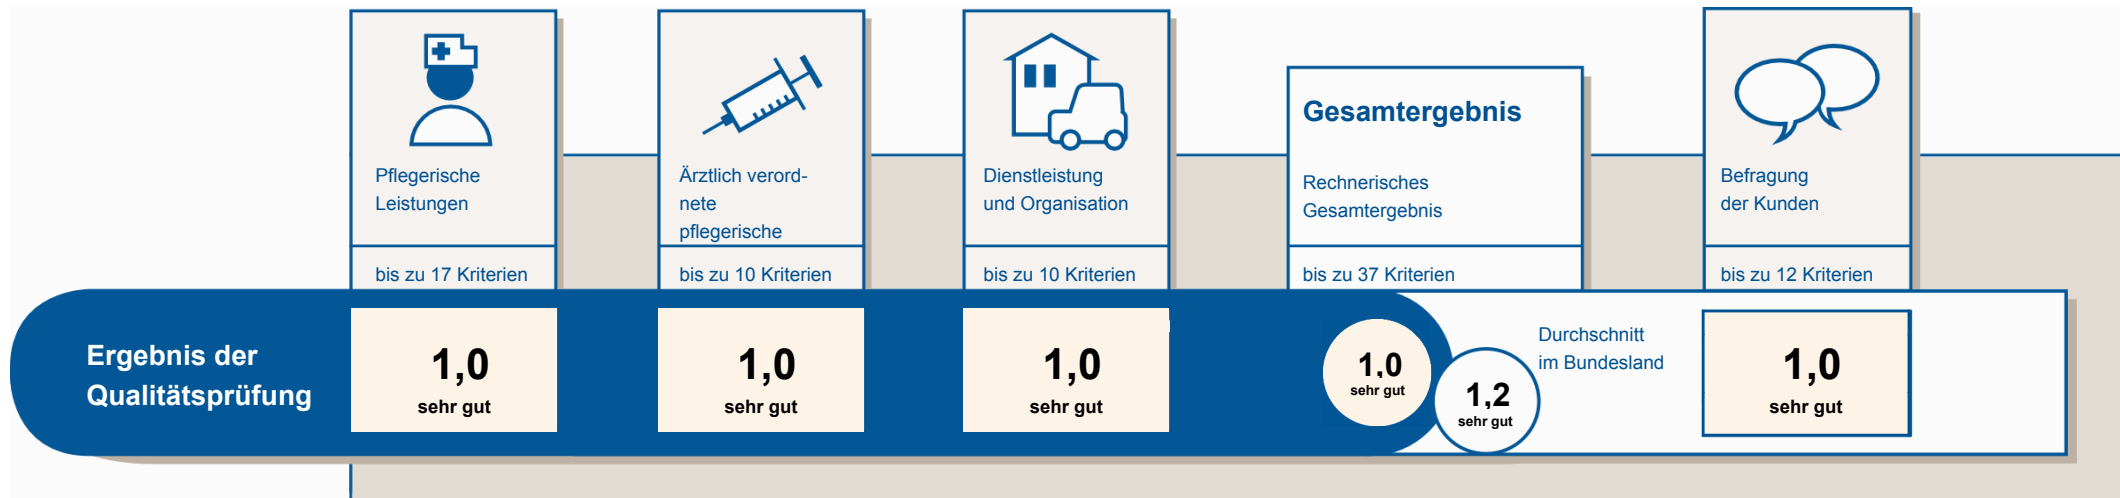 Pflegerische
Leistungen
bis zu 17 Kriterien
Ärztlich verord-
nete
pflegerische
bis zu 10 Kriterien
Dienstleistung
und Organisation
bis zu 10 Kriterien
Gesamtergebnis
Rechnerisches
Gesamtergebnis
bis zu 37 Kriterien
Befragung
der Kunden
bis zu 12 Kriterien
Ergebnis der
Qualitätsprüfung
1,0
sehr gut
1,0
sehr gut
1,0
sehr gut
1,0
sehr gut
1,2
sehr gut
Durchschnitt
im Bundesland
1,0
sehr gut